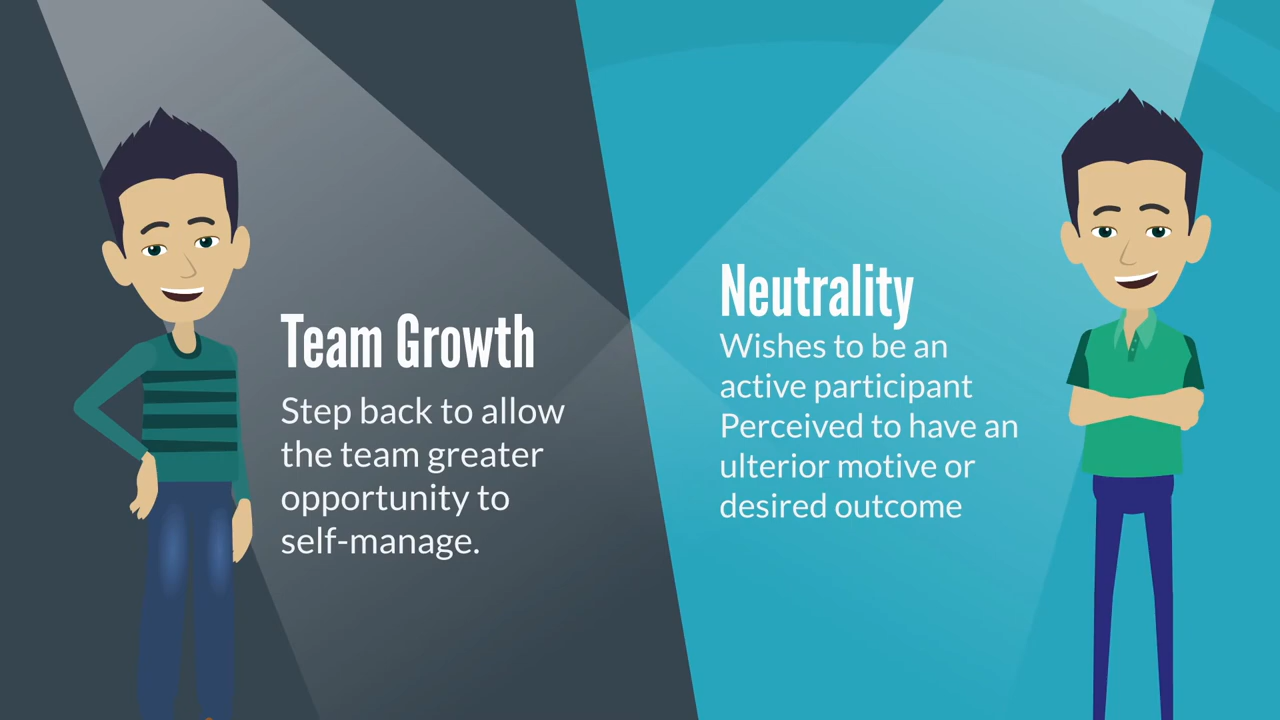 Team Growth
Step back to allow
the team greater
opportunity to
self-manage.
Neutrality
Wishes to be an
active participant
Perceived to have an
ulterior motive or
desired outcome